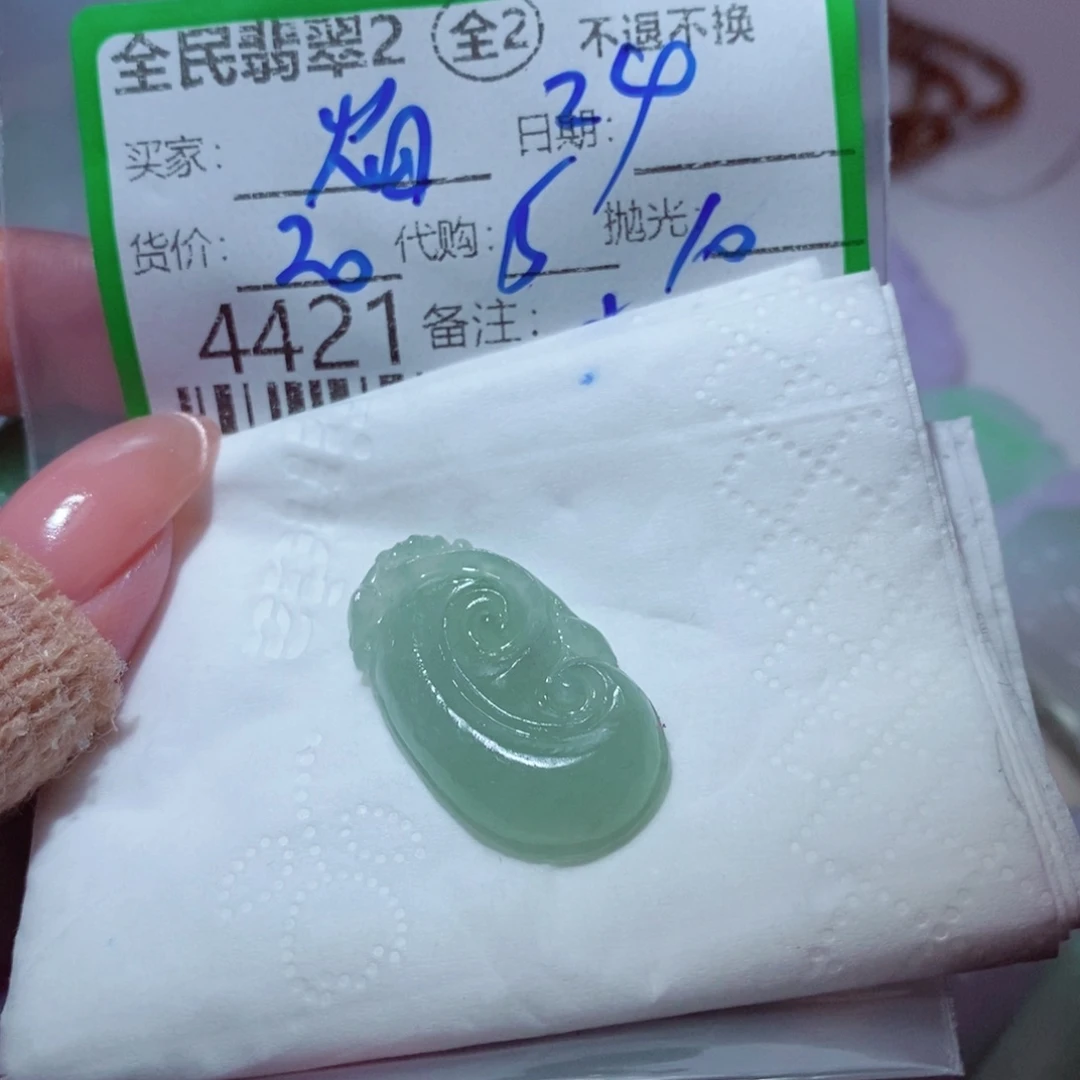 全民翡翠2 全2 不退不换
买家: 烟 日期: 24
货价: 20 代购: 5 抛光: 10
4421 备注: